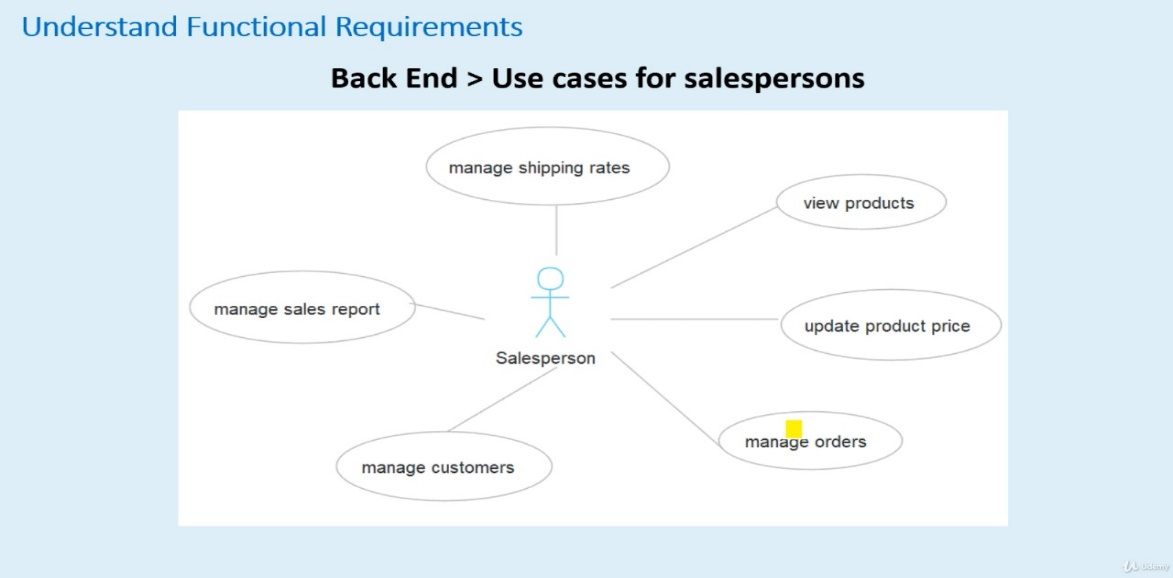 Understand Functional Requirements
Back End > Use cases for salespersons
manage shipping rates
view products
manage sales report
update product price
Salesperson
manage orders
manage customers
Udemy